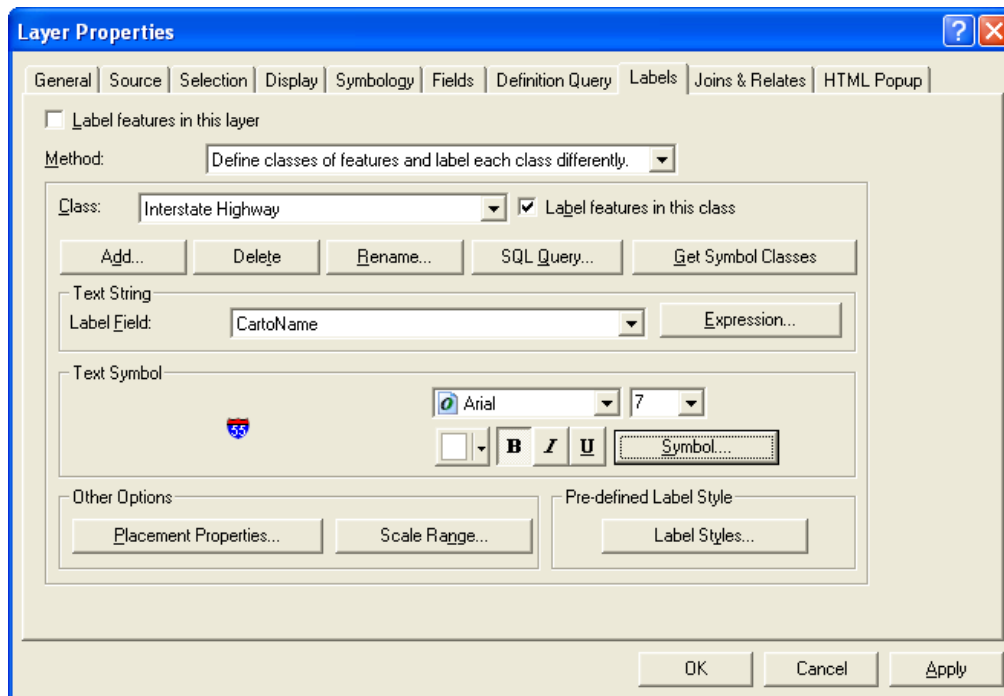 Layer Properties
General Source Selection Display Symbology Fields Definition Query Labels Joins & Relates HTML Popup
Label features in this layer
Method: Define classes of features and label each class differently.
Class: Interstate Highway Label features in this class
Add... Delete Rename... SQL Query... Get Symbol Classes
Text String
Label Field: CartoName Expression...
Text Symbol
Arial 7
55
B I U Symbol....
Other Options Pre-defined Label Style
Placement Properties... Scale Range... Label Styles...
OK Cancel Apply